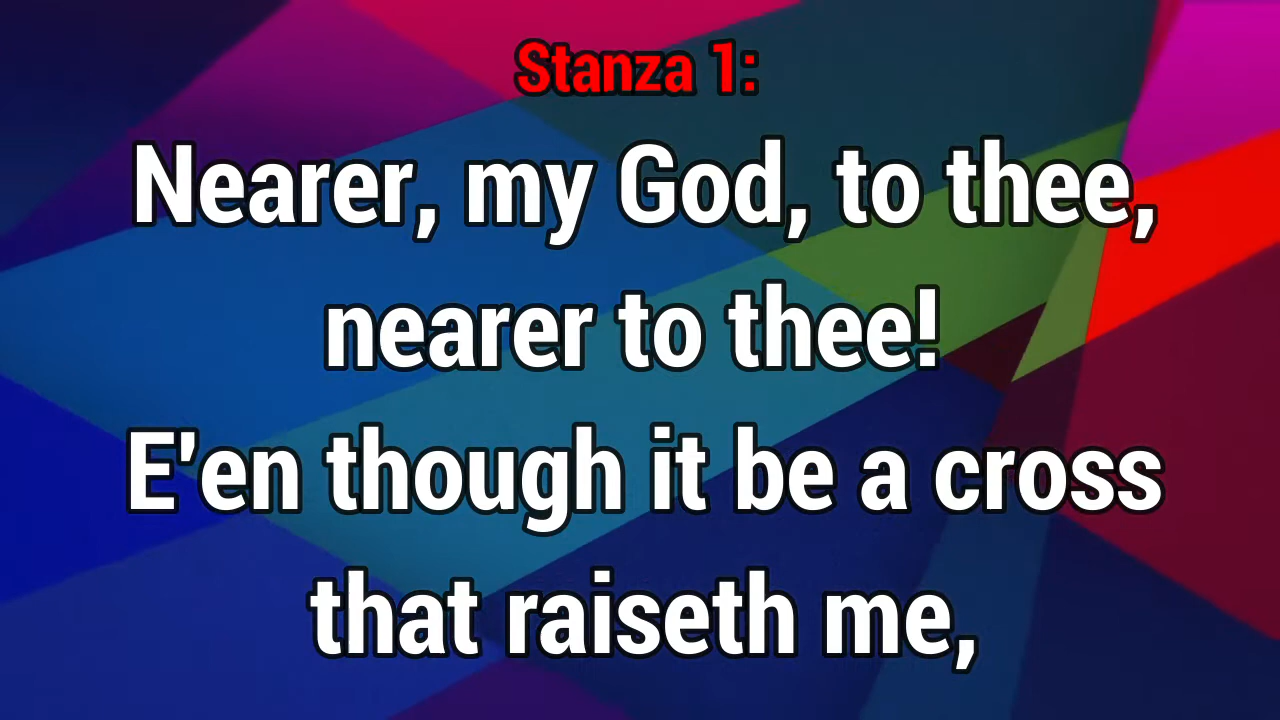 Stanza 1:
Nearer, my God, to thee,
nearer to thee!
E'en though it be a cross
that raiseth me,